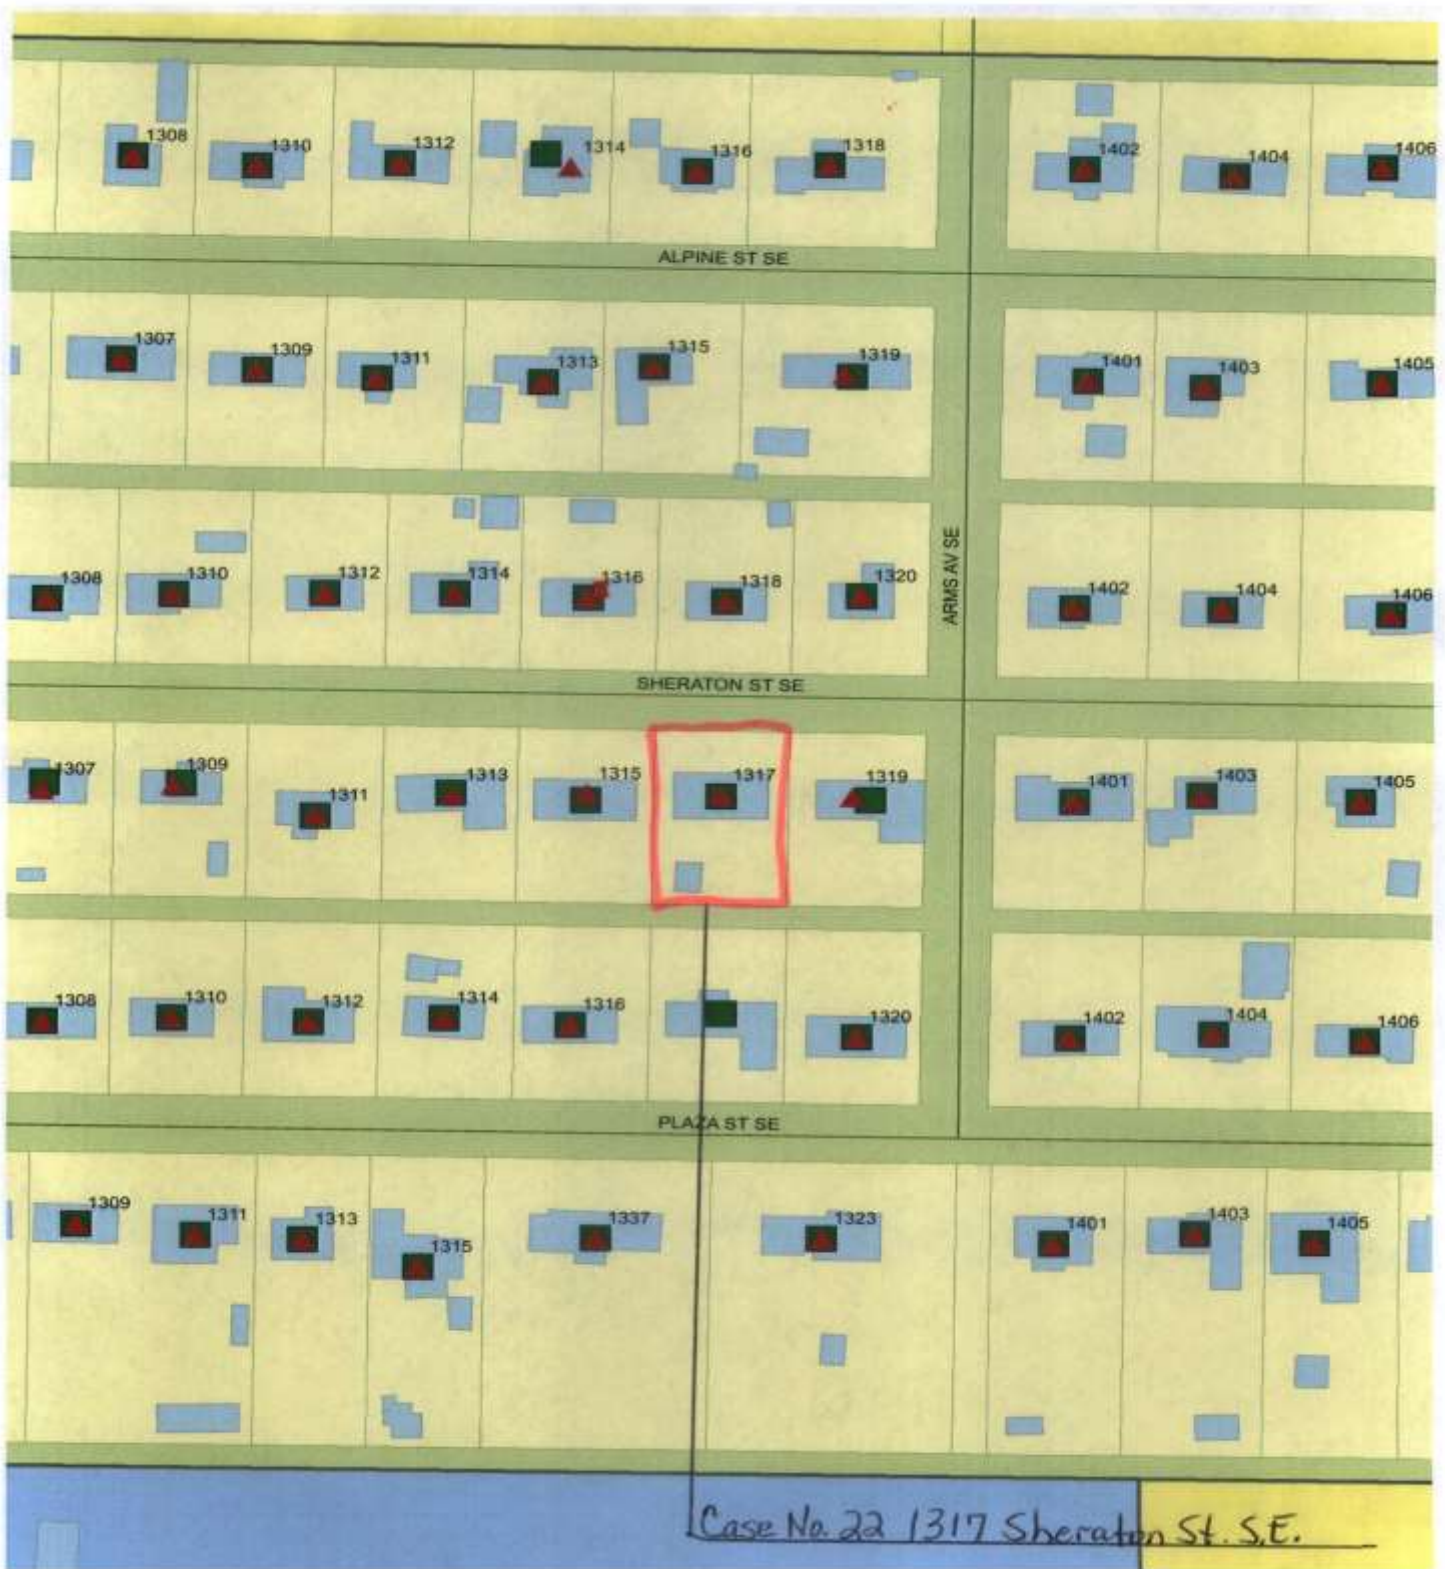 1308 1310 1312 1314 1316 1318 1402 1404 1406
ALPINE ST SE
1307 1309 1311 1313 1315 1319 1401 1403 1405
ARMS AV SE
1308 1310 1312 1314 1316 1318 1320 1402 1404 1406
SHERATON ST SE
1307 1309 1311 1313 1315 1317 1319 1401 1403 1405
1308 1310 1312 1314 1316 1320 1402 1404 1406
PLAZA ST SE
1309 1311 1313 1315 1337 1323 1401 1403 1405
Case No. 22 1317 Sheraton St. S.E.